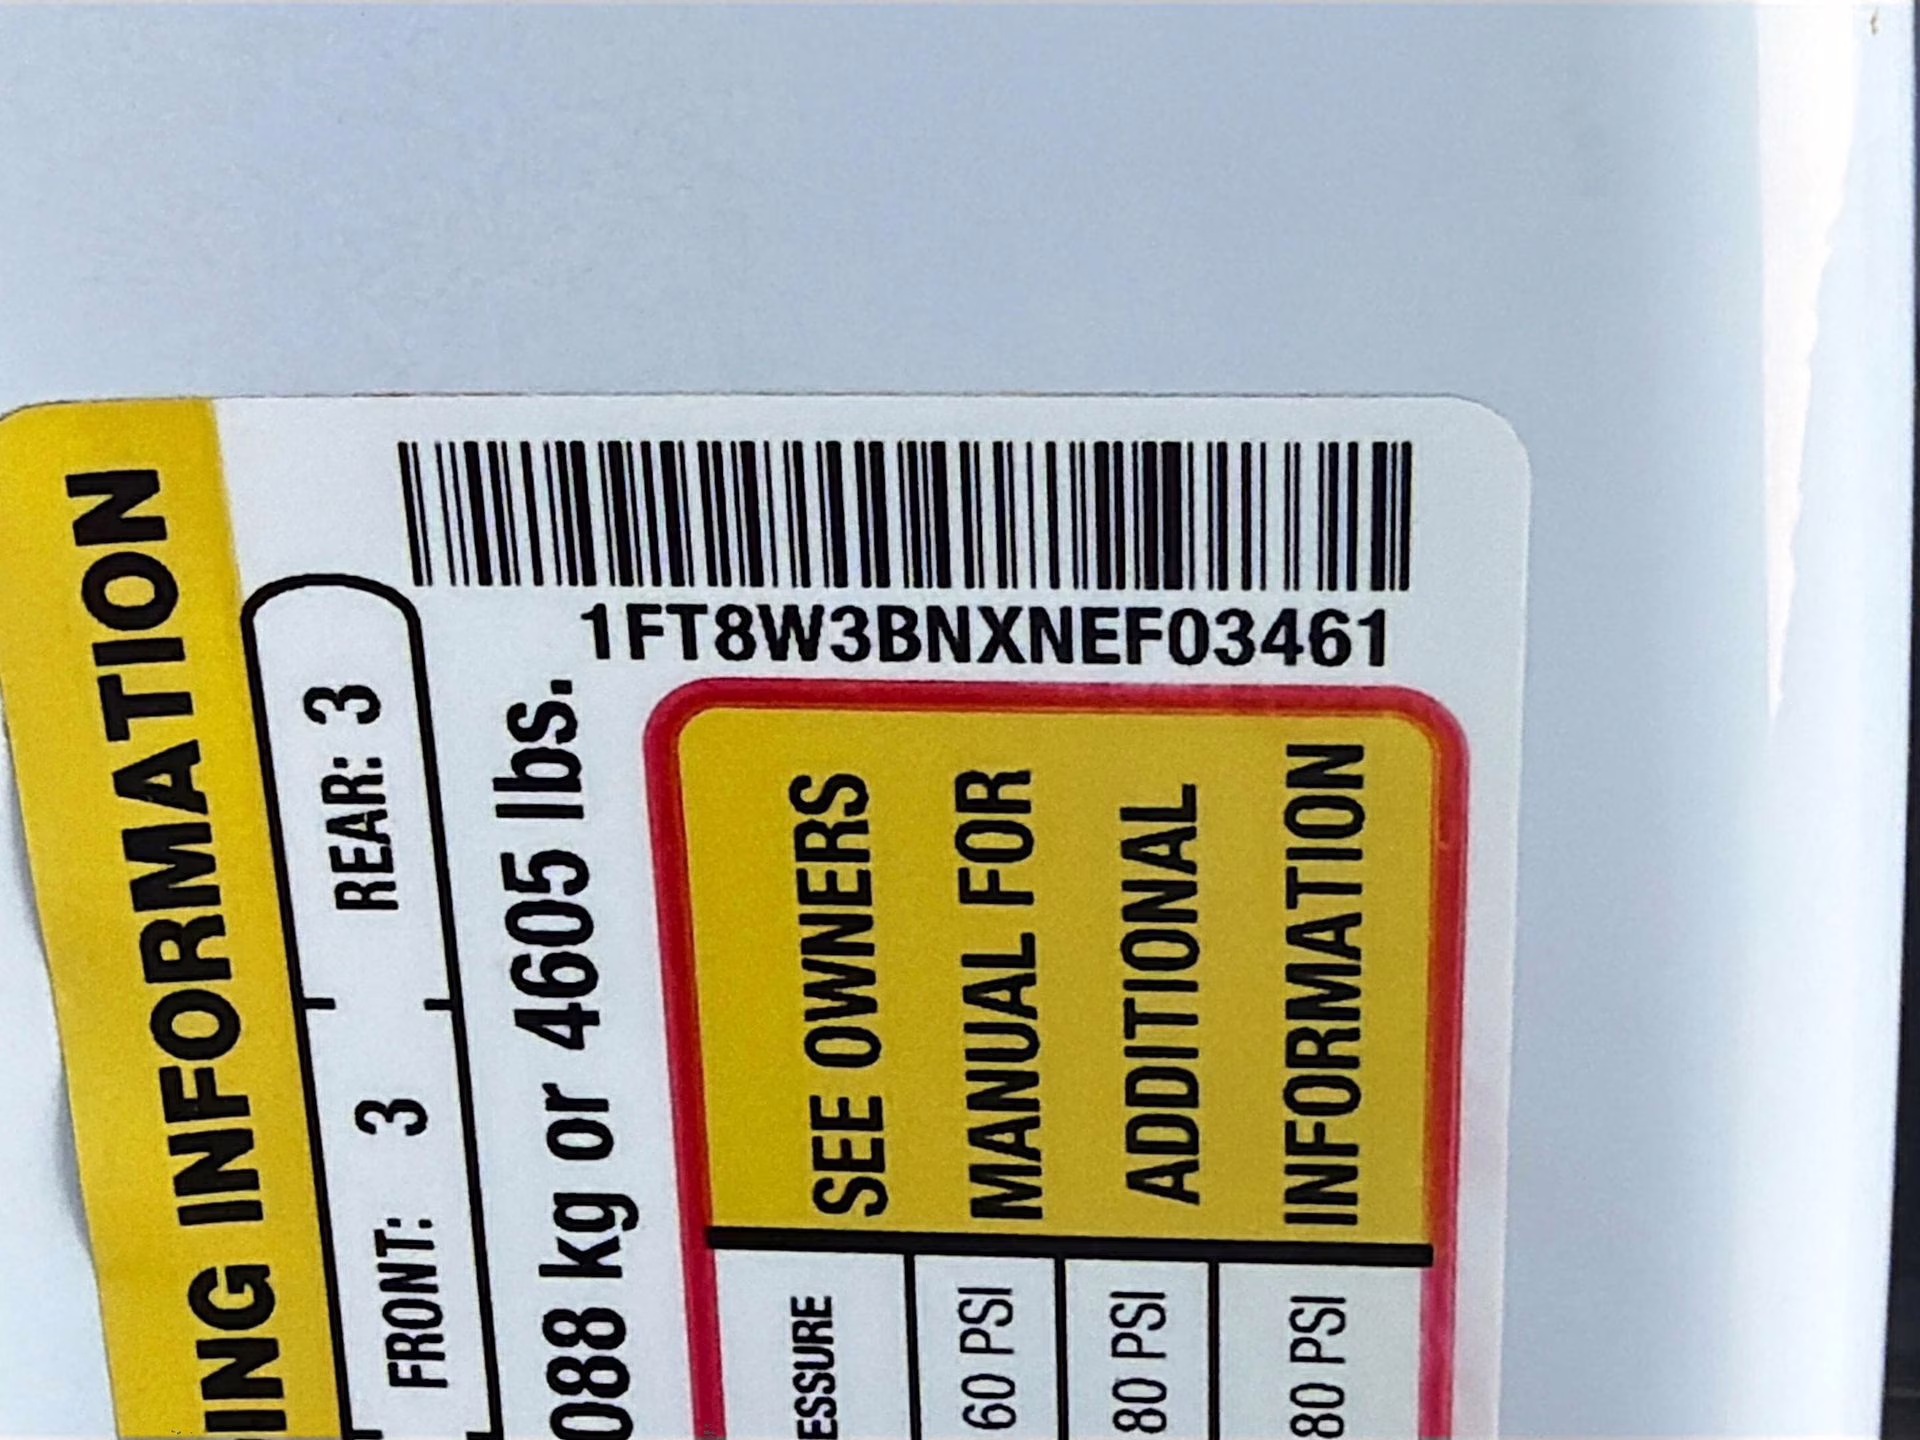 1FT8W3BNXNEF03461
ING INFORMATION
FRONT: 3 REAR: 3
088 kg or 4605 lbs.
ESSURE
60 PSI
80 PSI
80 PSI
SEE OWNERS
MANUAL FOR
ADDITIONAL
INFORMATION